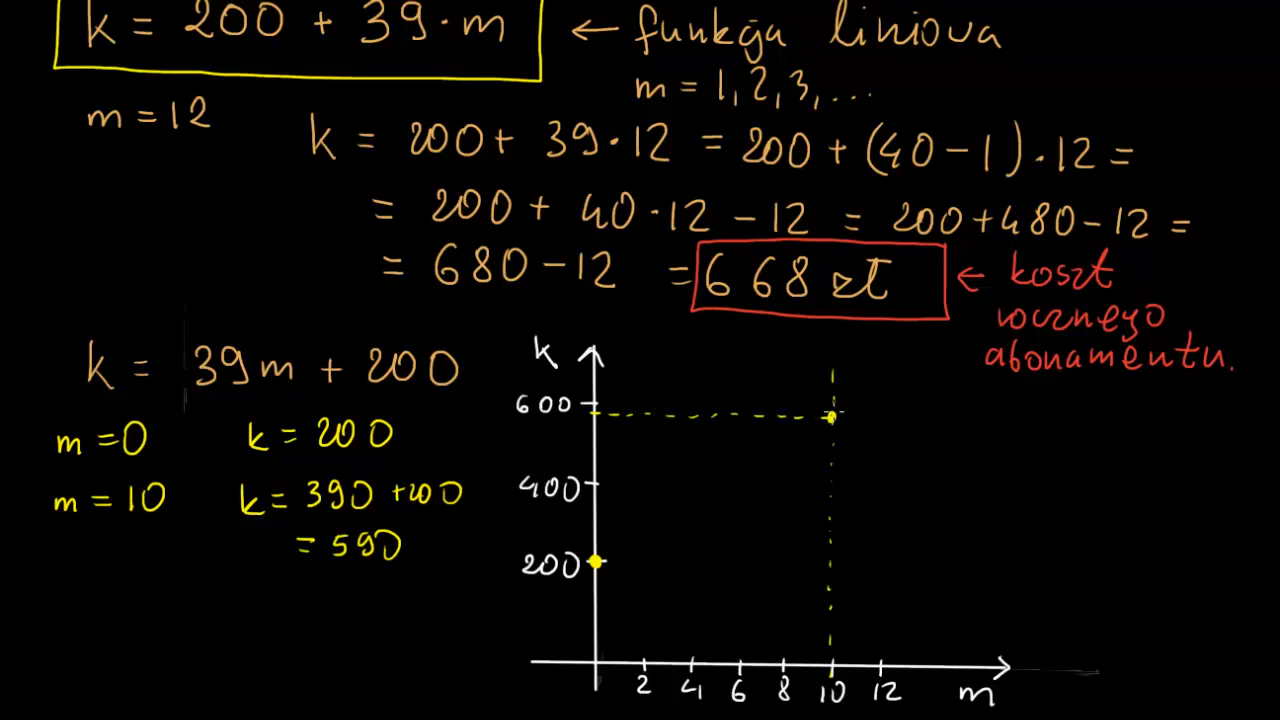 k = 200 + 39·m ← funkcja liniowa
m = 1, 2, 3, ...
m = 12
k = 200 + 39·12 = 200 + (40 - 1)·12 =
= 200 + 40·12 - 12 = 200 + 480 - 12 =
= 680 - 12 = 668 zł ← koszt
rocznego
abonamentu.
k = 39m + 200
m = 0 k = 200
m = 10 k = 390 + 200
= 590
k
600
400
200
2 4 6 8 10 12 m